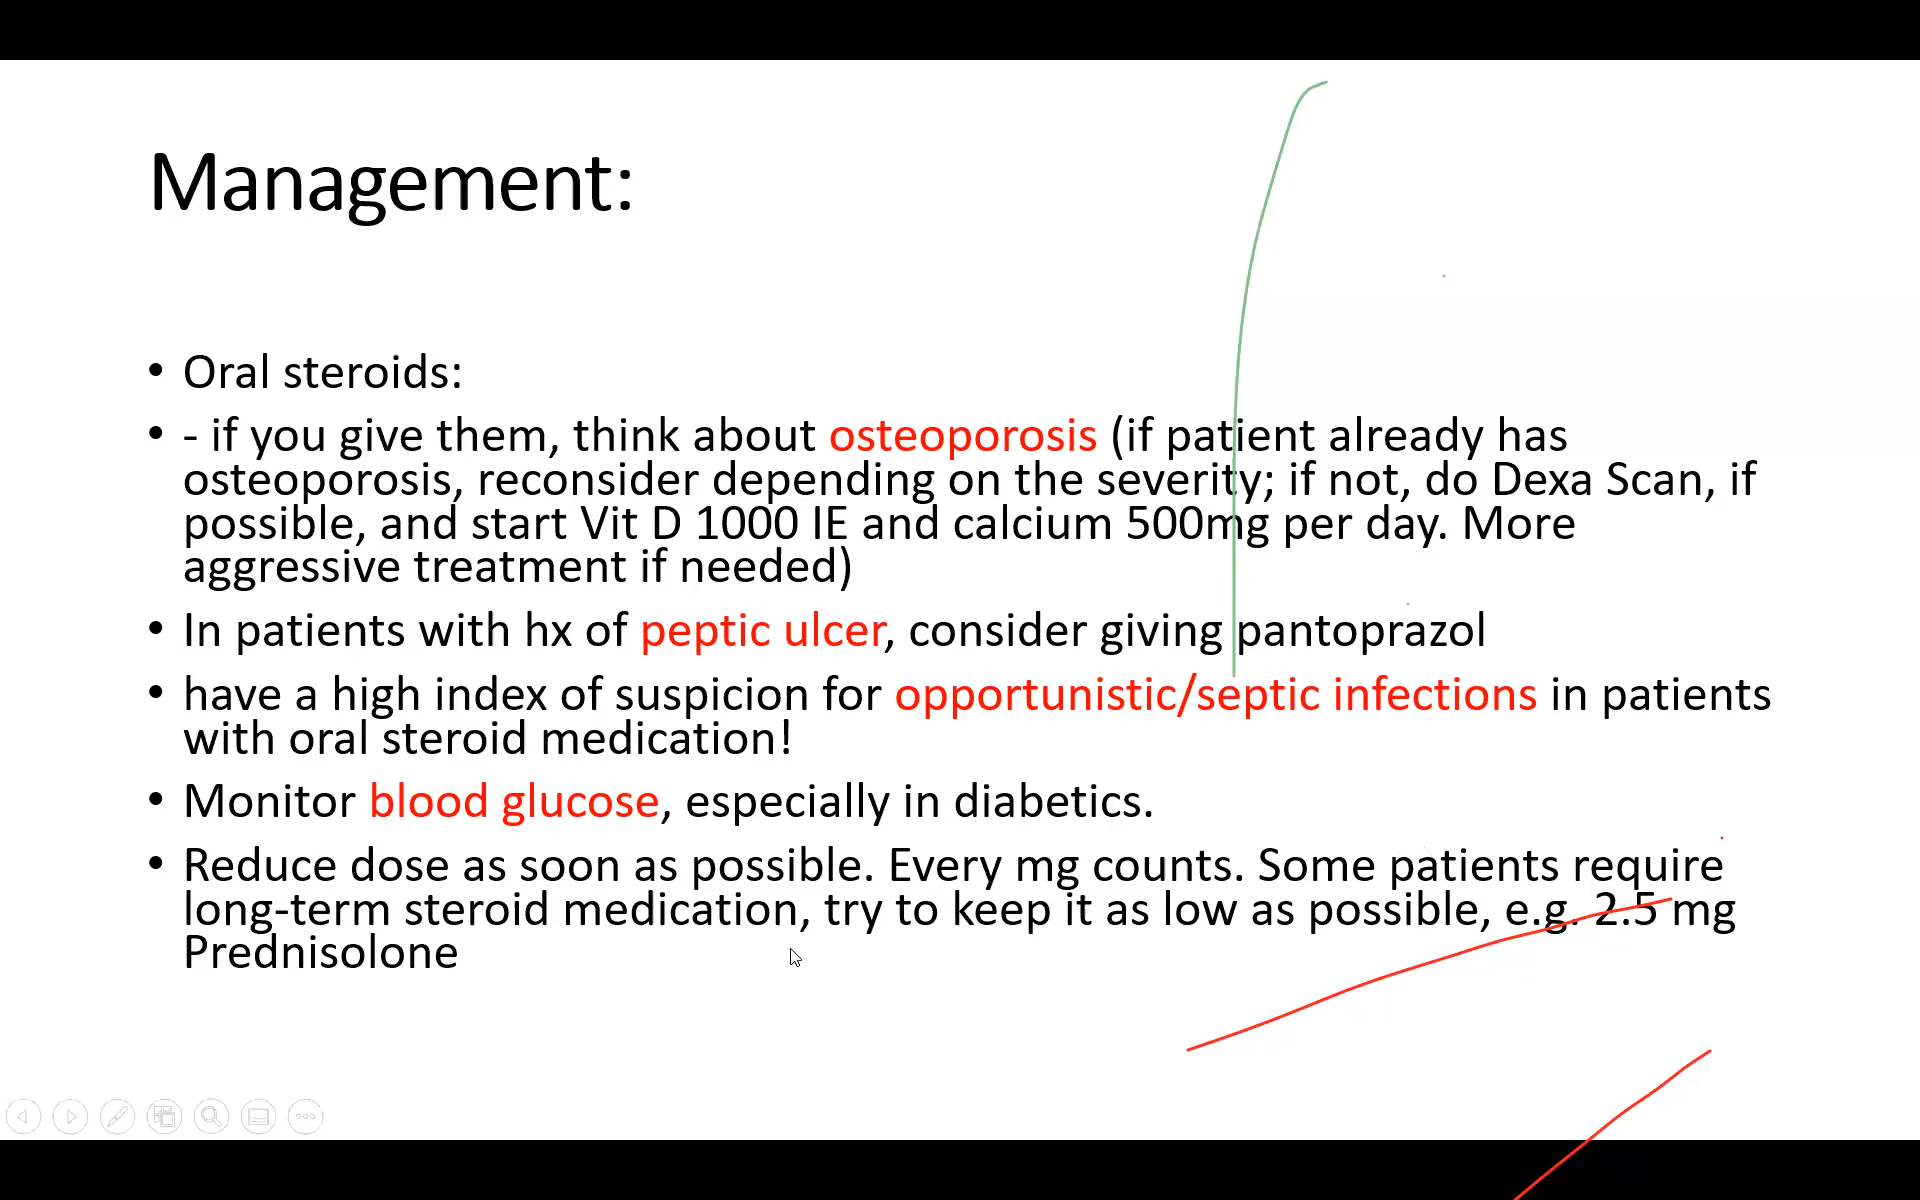 Management:
• Oral steroids:
• - if you give them, think about osteoporosis (if patient already has
osteoporosis, reconsider depending on the severity; if not, do Dexa Scan, if
possible, and start Vit D 1000 IE and calcium 500mg per day. More
aggressive treatment if needed)
• In patients with hx of peptic ulcer, consider giving pantoprazol
• have a high index of suspicion for opportunistic/septic infections in patients
with oral steroid medication!
• Monitor blood glucose, especially in diabetics.
• Reduce dose as soon as possible. Every mg counts. Some patients require
long-term steroid medication, try to keep it as low as possible, e.g. 2.5 mg
Prednisolone